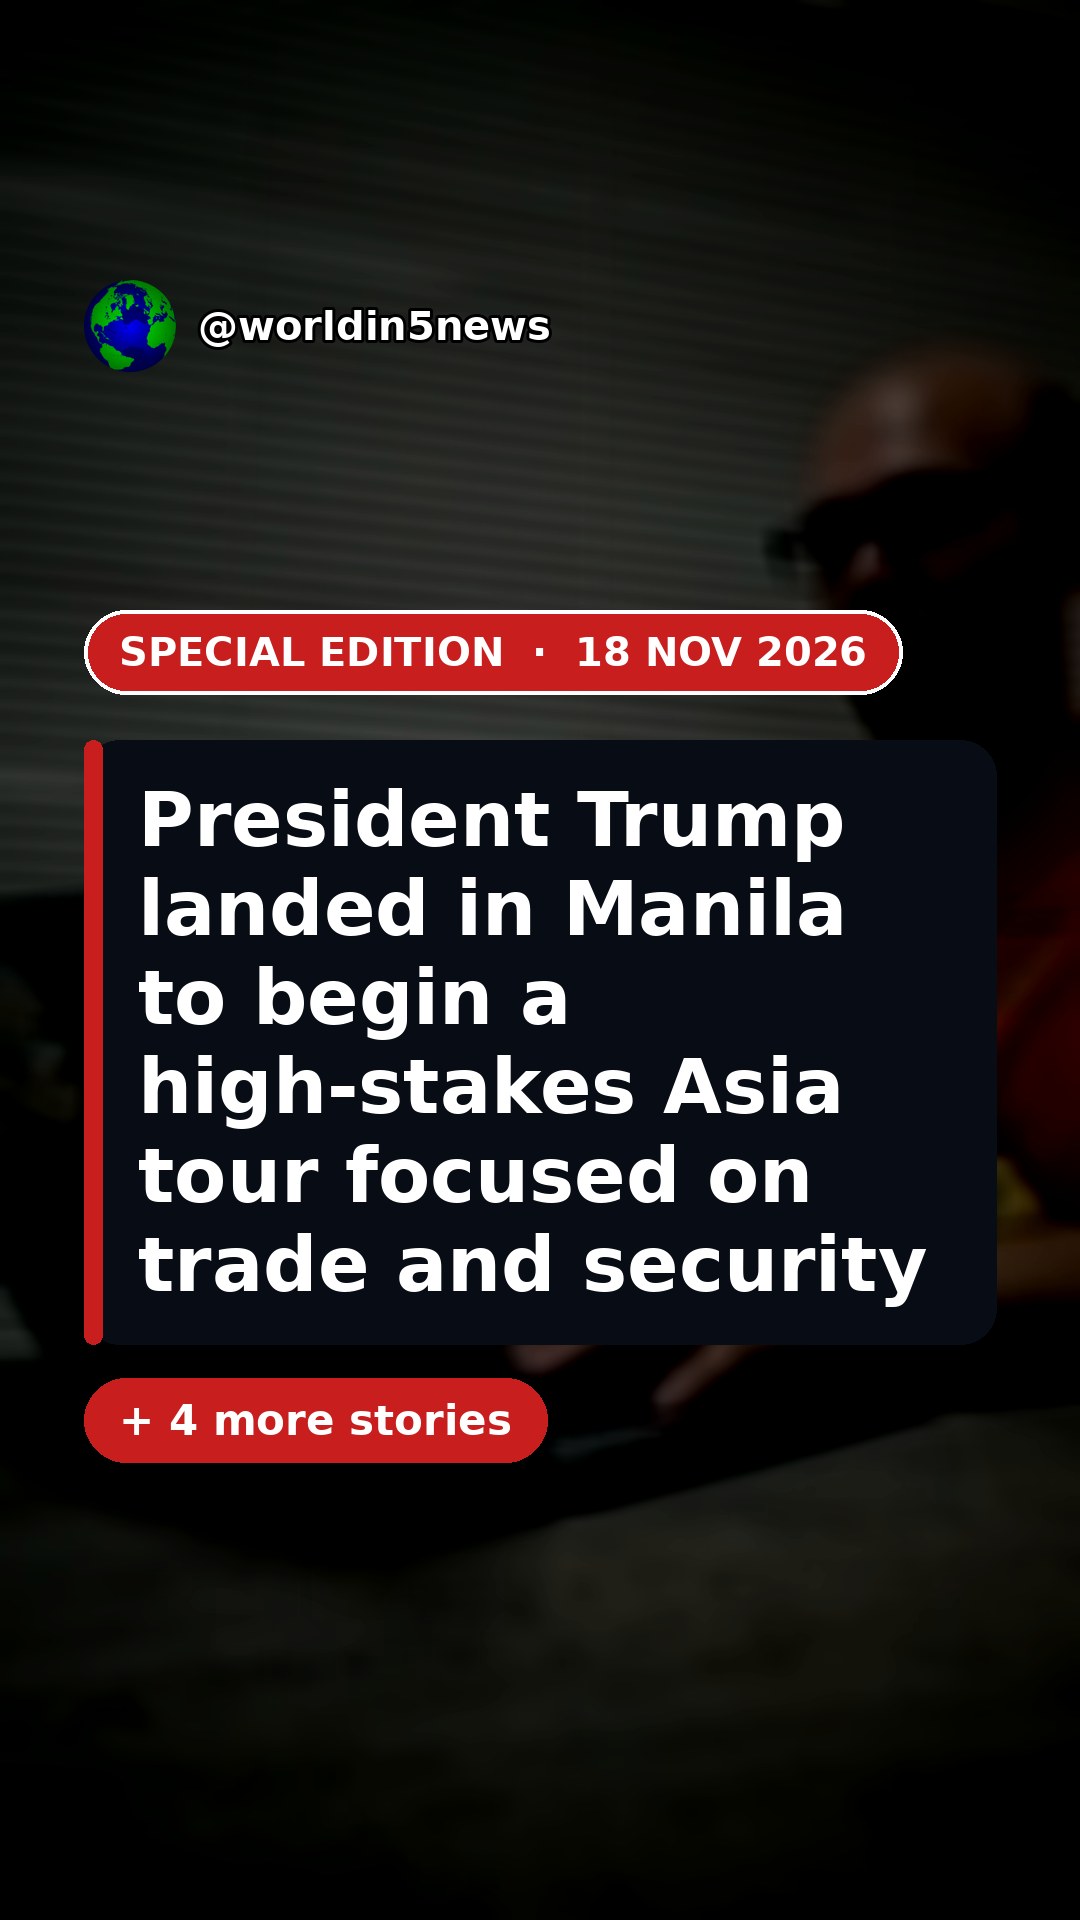 @worldin5news
SPECIAL EDITION · 18 NOV 2026
President Trump
landed in Manila
to begin a
high-stakes Asia
tour focused on
trade and security
+ 4 more stories